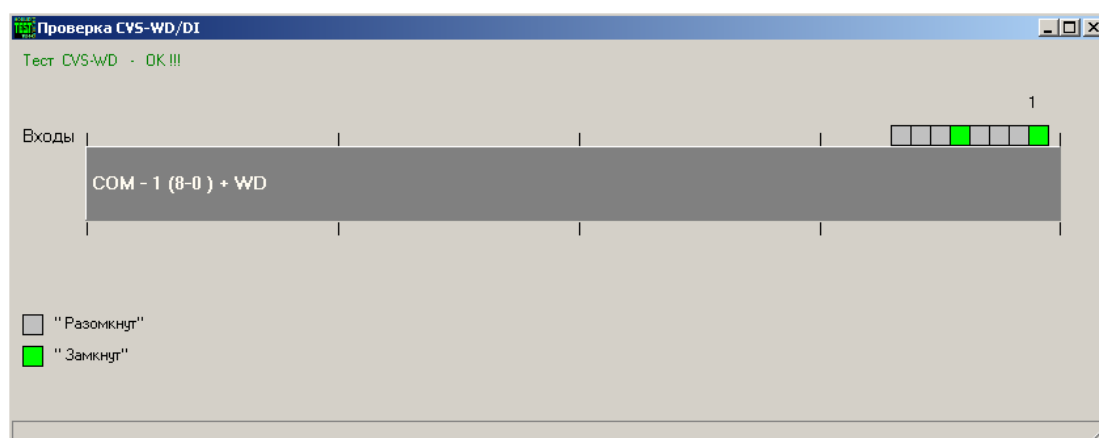 Проверка CVS-WD/DI
Тест CVS-WD - OK!!!
1
Входы
COM - 1 (8-0 ) + WD
"Разомкнут"
"Замкнут"